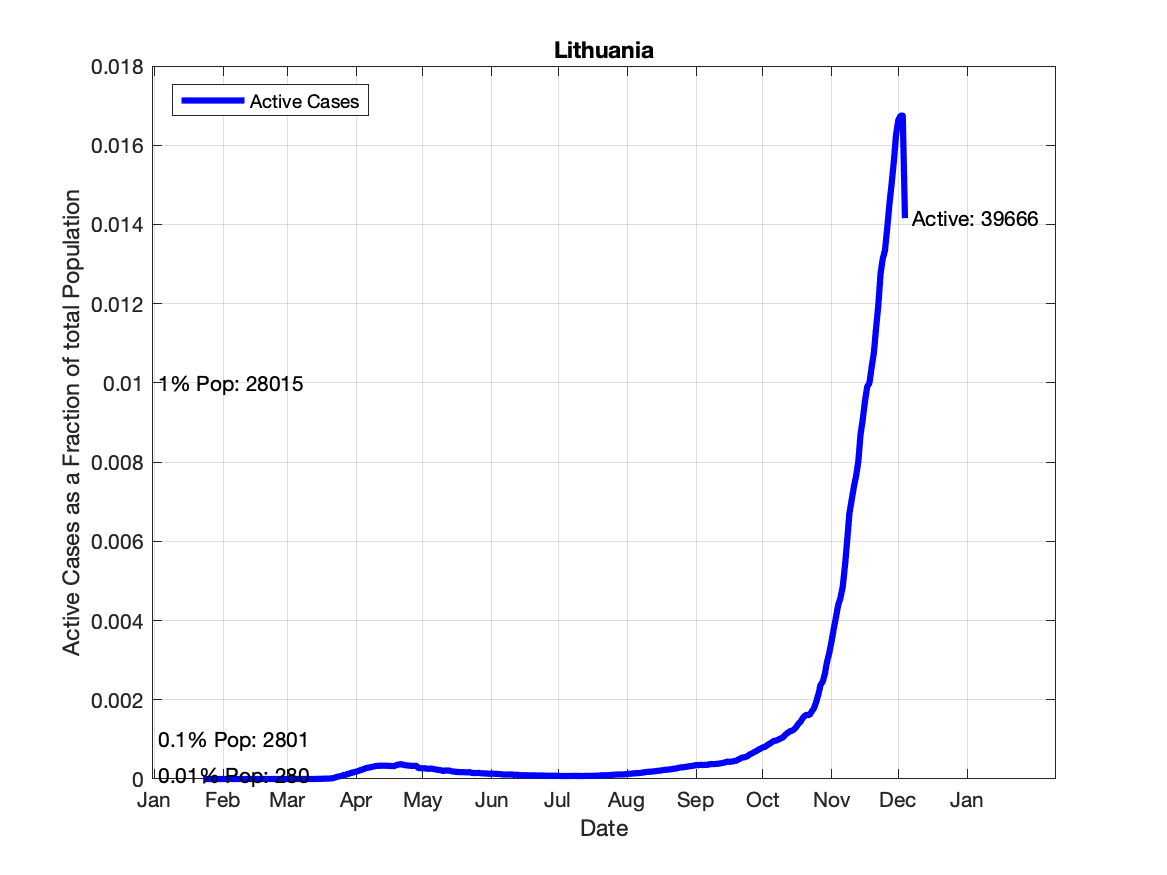 Lithuania
Active Cases
0.018
0.016
0.014
0.012
0.01
0.008
0.006
0.004
0.002
0
Active Cases as a Fraction of total Population
Active: 39666
1% Pop: 28015
0.1% Pop: 2801
0.01% Pop: 280
Jan Feb Mar Apr May Jun Jul Aug Sep Oct Nov Dec Jan
Date